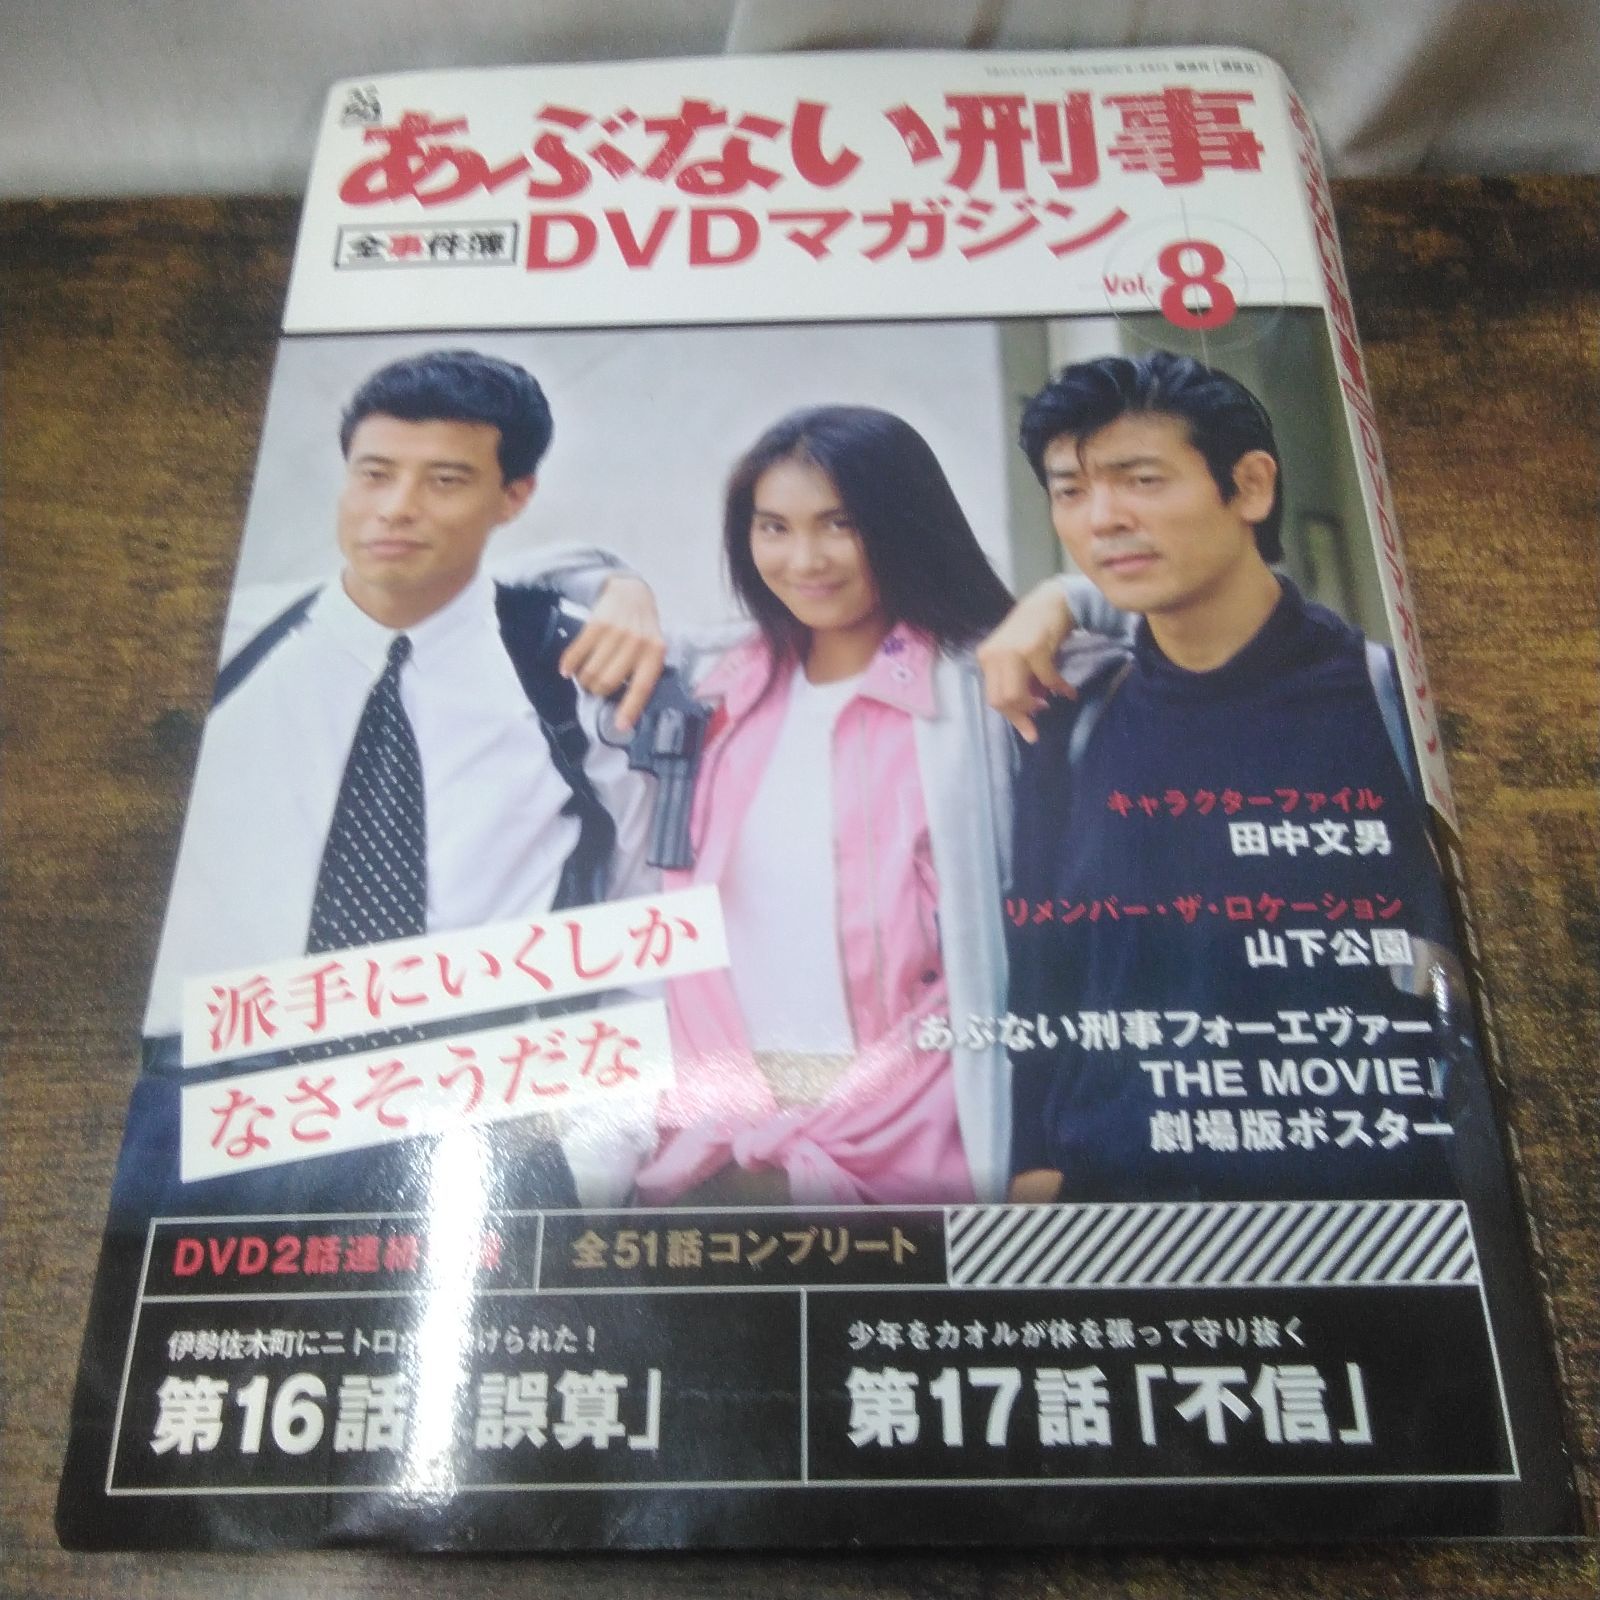 あぶない刑事
全事件簿
DVDマガジン
Vol.8
キャラクターファイル
田中文男
リメンバー・ザ・ロケーション
山下公園
『あぶない刑事フォーエヴァー
THE MOVIE』
劇場版ポスター
派手にいくしか
なさそうだな
DVD2話連続
全51話コンプリート
伊勢佐木町にニトロが けられた!
第16話 誤算」
少年をカオルが体を張って守り抜く
第17話「不信」